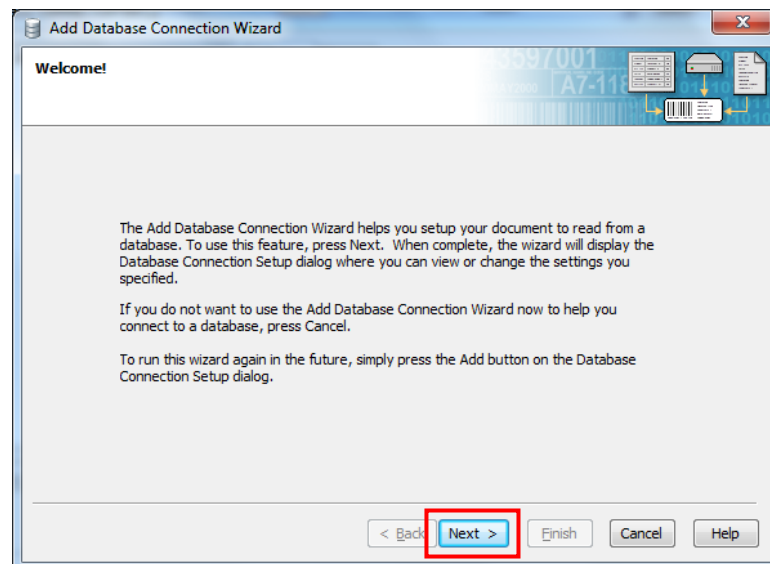 Add Database Connection Wizard
Welcome!
3597001
A7-118
The Add Database Connection Wizard helps you setup your document to read from a
database. To use this feature, press Next. When complete, the wizard will display the
Database Connection Setup dialog where you can view or change the settings you
specified.
If you do not want to use the Add Database Connection Wizard now to help you
connect to a database, press Cancel.
To run this wizard again in the future, simply press the Add button on the Database
Connection Setup dialog.
< Back Next > Finish Cancel Help